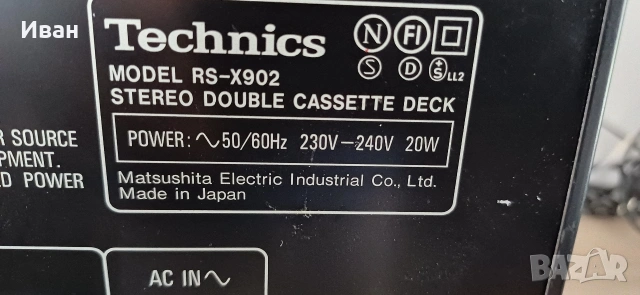 Иван
Technics
N FI
S D +S LL2
MODEL RS-X902
STEREO DOUBLE CASSETTE DECK
POWER: ∿50/60Hz 230V–240V 20W
Matsushita Electric Industrial Co., Ltd.
Made in Japan
SOURCE
PMENT.
D POWER
AC IN∿
BAZAR